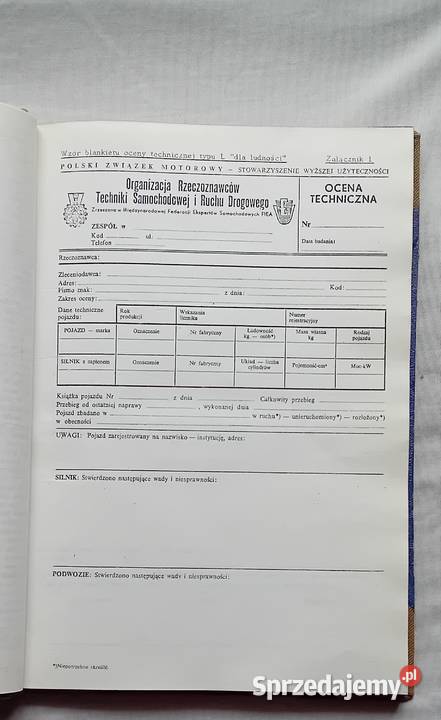 Wzór blankietu oceny technicznej typu L "dla ludności" Załącznik 1
POLSKI ZWIĄZEK MOTOROWY — STOWARZYSZENIE WYŻSZEJ UŻYTECZNOŚCI
Organizacja Rzeczoznawców
Techniki Samochodowej i Ruchu Drogowego
Zrzeszona w Międzynarodowej Federacji Ekspertów Samochodowych FIEA
ZESPÓŁ w
Kod ul.
Telefon
OCENA
TECHNICZNA
Nr
Data badania:
Rzeczoznawca:
Zleceniodawca:
Adres: Kod:
Pismo znak: z dnia:
Zakres oceny:
Dane techniczne pojazdu: Rok produkcji Wskazania licznika Numer rejestracyjny
POJAZD — marka Oznaczenie Nr fabryczny Ładowność kg — osób*) Masa własna kg Rodzaj pojazdu
SILNIK z zapłonem Oznaczenie Nr fabryczny Układ — liczba cylindrów Pojemność-cm³ Moc-kW
Książka pojazdu Nr z dnia Całkowity przebieg
Przebieg od ostatniej naprawy , wykonanej dnia
Pojazd zbadano w w ruchu*) — unieruchomiony*) — rozłożony*)
w obecności
UWAGI: Pojazd zarejestrowany na nazwisko — instytucję, adres:
SILNIK: Stwierdzono następujące wady i niesprawności:
PODWOZIE: Stwierdzono następujące wady i niesprawności:
*)Niepotrzebne skreślić
Sprzedajemy.pl